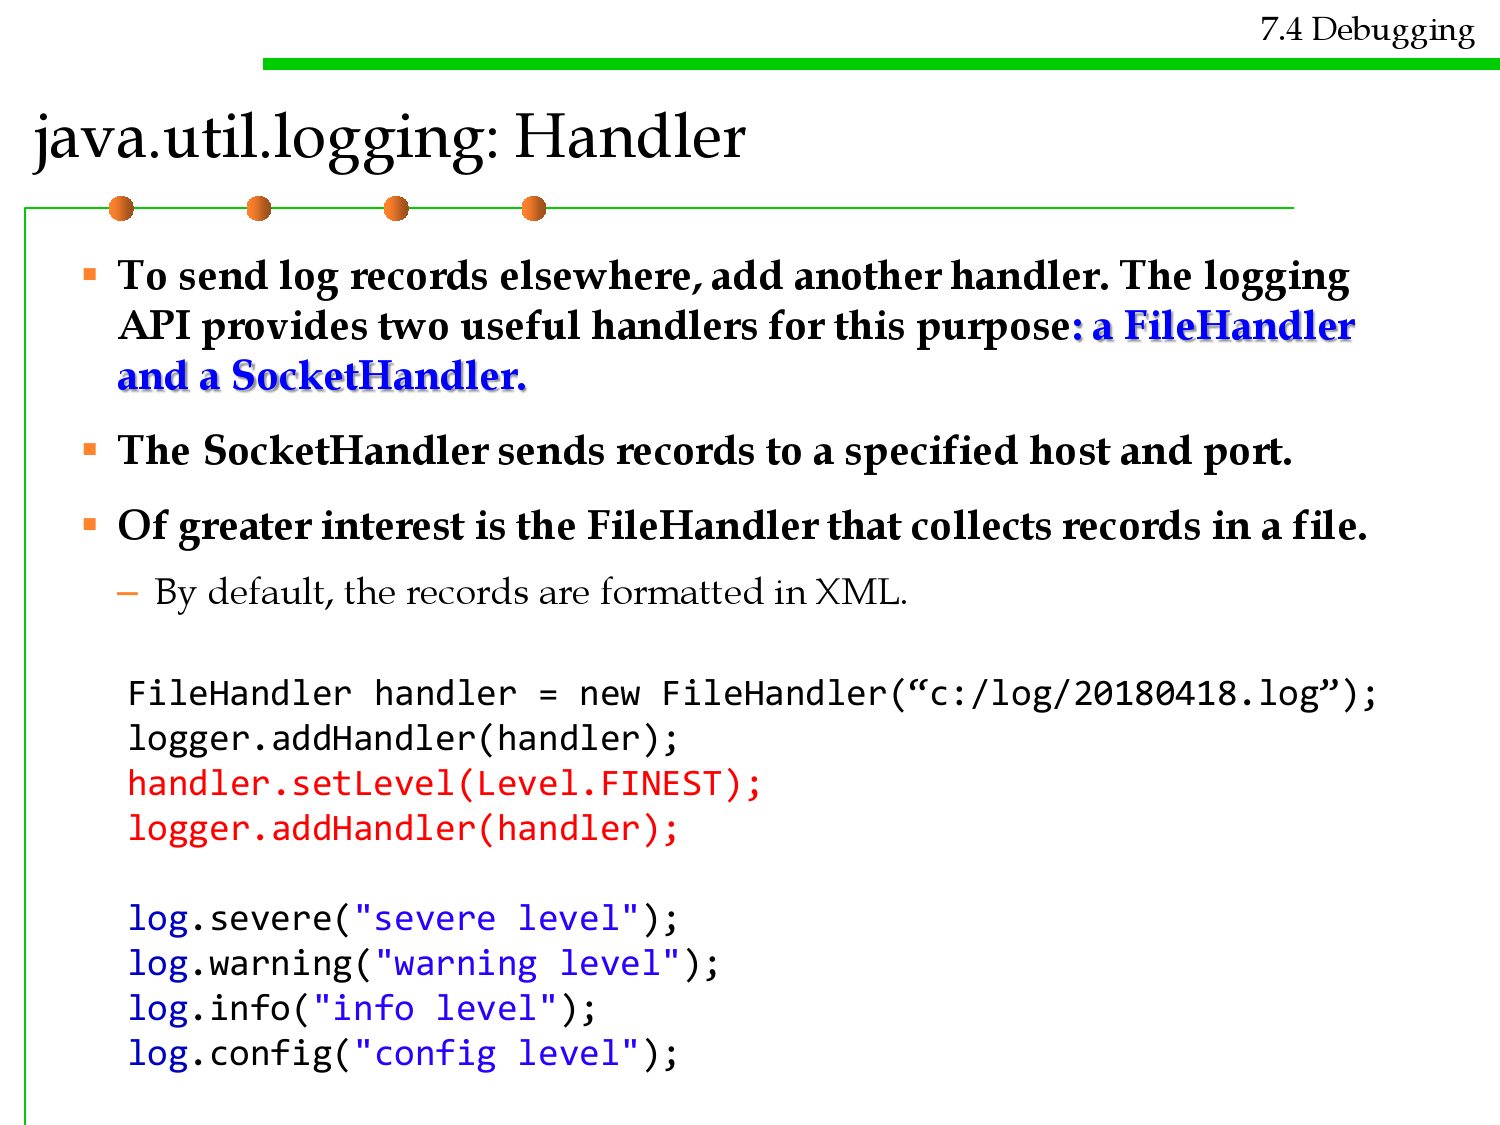 7.4 Debugging
java.util.logging: Handler
▪ To send log records elsewhere, add another handler. The logging
API provides two useful handlers for this purpose: a FileHandler
and a SocketHandler.
▪ The SocketHandler sends records to a specified host and port.
▪ Of greater interest is the FileHandler that collects records in a file.
– By default, the records are formatted in XML.
FileHandler handler = new FileHandler(“c:/log/20180418.log”);
logger.addHandler(handler);
handler.setLevel(Level.FINEST);
logger.addHandler(handler);
log.severe("severe level");
log.warning("warning level");
log.info("info level");
log.config("config level");